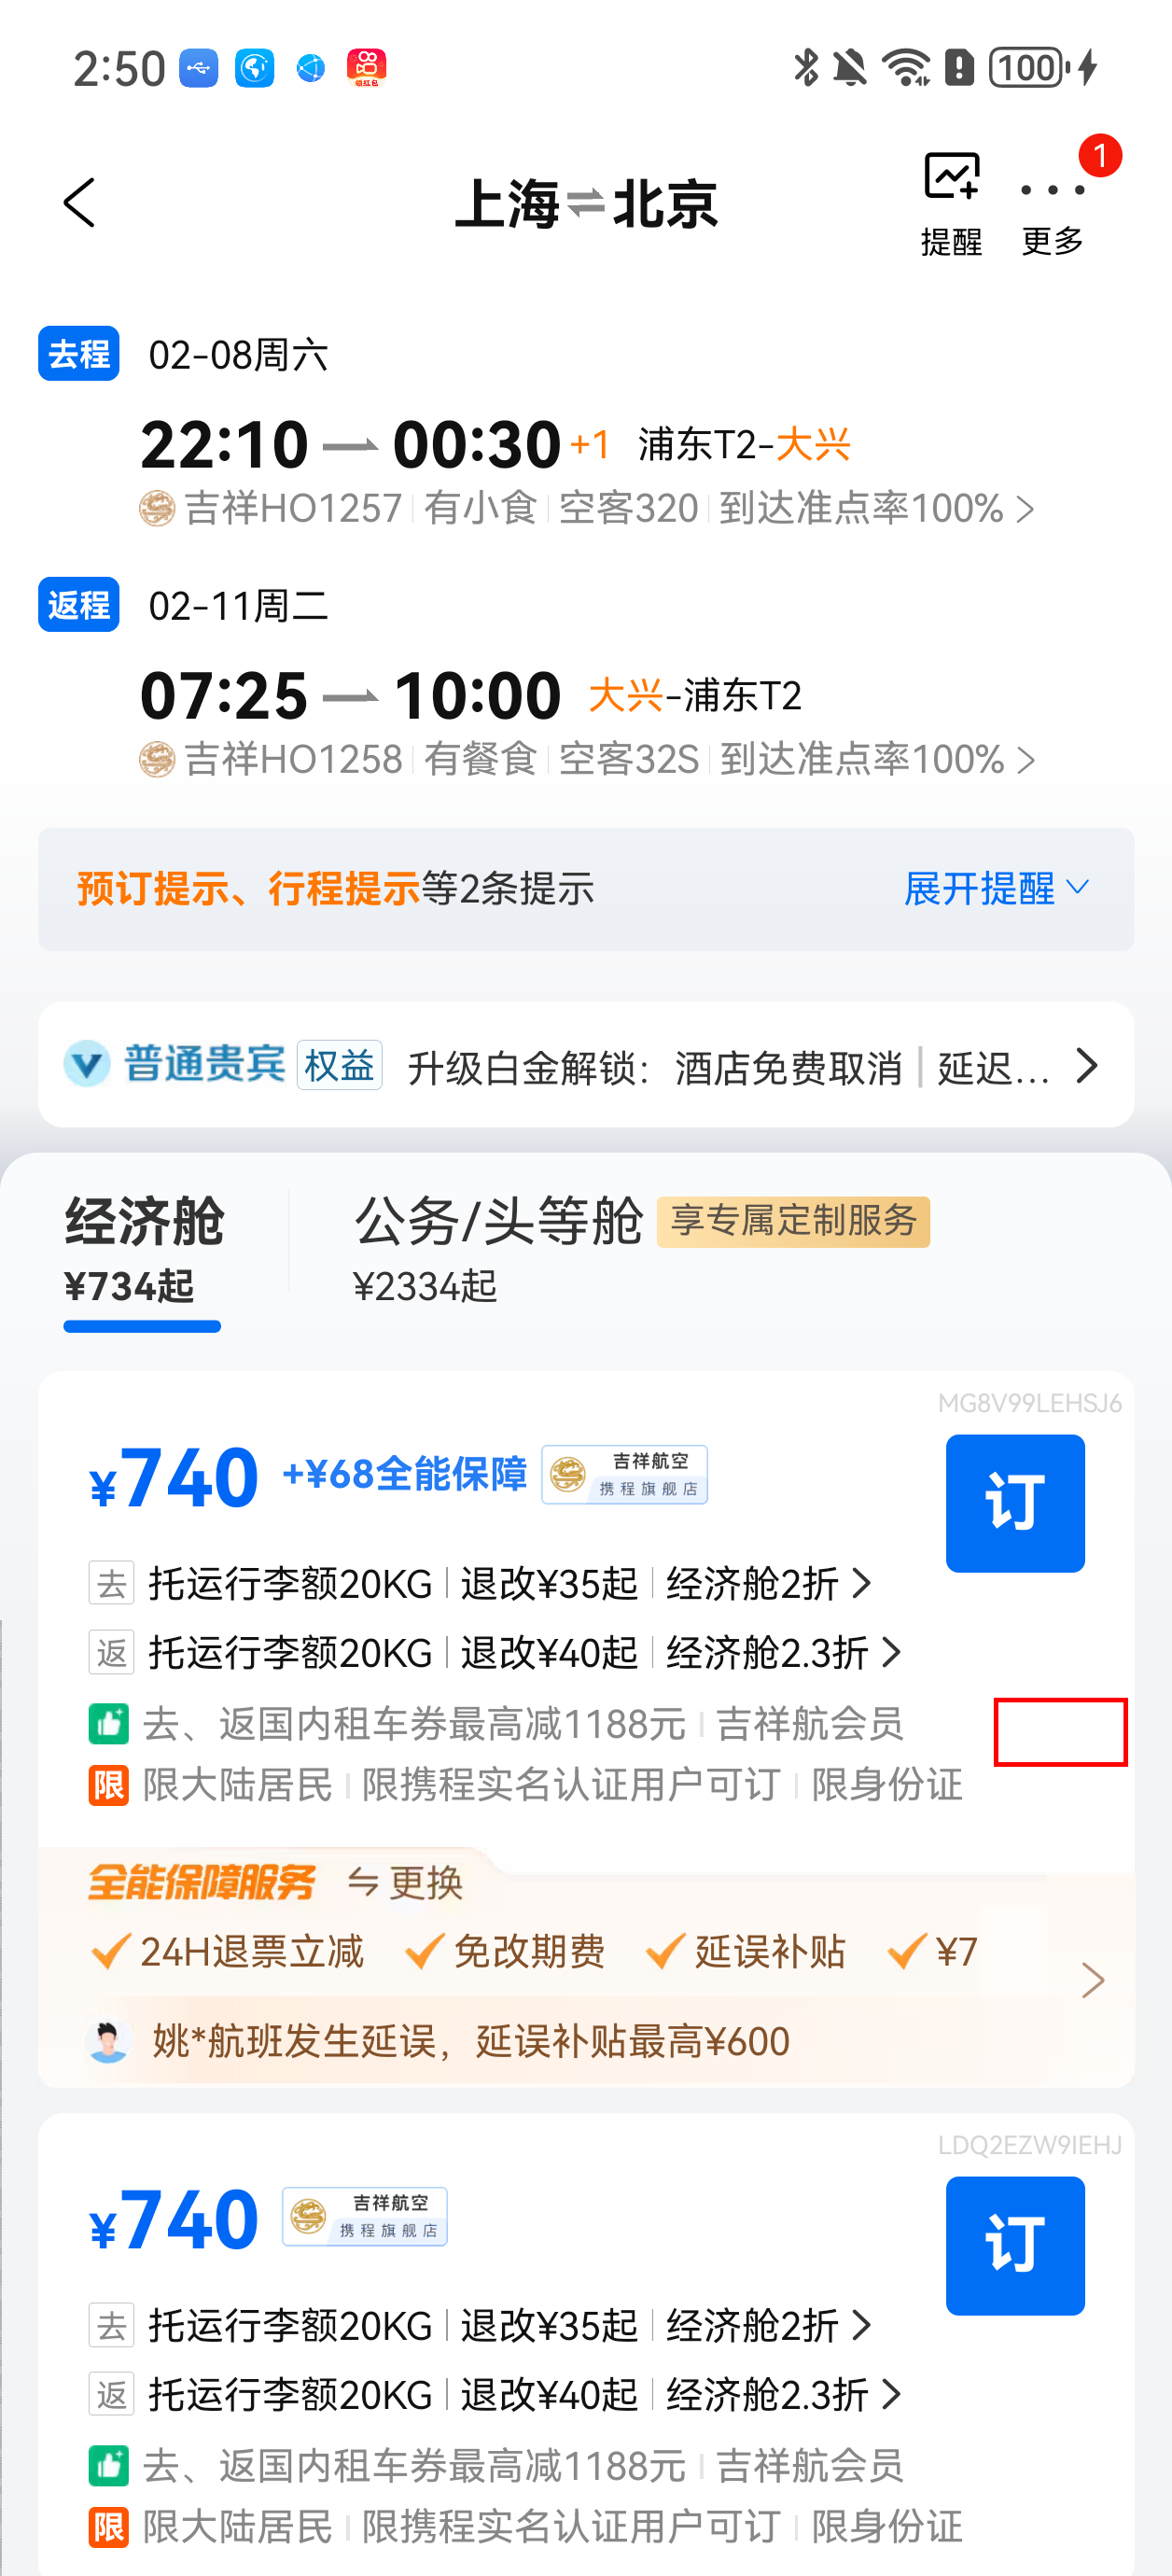 2:50 领红包 100
上海⇌北京
1
提醒 更多
去程 02-08周六
22:10 00:30 +1 浦东T2-大兴
吉祥HO1257 有小食 空客320 到达准点率100%
返程 02-11周二
07:25 10:00 大兴-浦东T2
吉祥HO1258 有餐食 空客32S 到达准点率100%
预订提示、行程提示等2条提示 展开提醒
普通贵宾 权益 升级白金解锁：酒店免费取消 | 延迟...
经济舱 公务/头等舱 享专属定制服务
¥734起 ¥2334起
MG8V99LEHSJ6
¥740 +¥68全能保障 吉祥航空 携程旗舰店 订
去 托运行李额20KG 退改¥35起 经济舱2折
返 托运行李额20KG 退改¥40起 经济舱2.3折
去、返国内租车券最高减1188元 吉祥航会员
限 限大陆居民 限携程实名认证用户可订 限身份证
全能保障服务 更换
24H退票立减 免改期费 延误补贴 ¥7
姚*航班发生延误，延误补贴最高¥600
LDQ2EZW9IEHJ
¥740 吉祥航空 携程旗舰店 订
去 托运行李额20KG 退改¥35起 经济舱2折
返 托运行李额20KG 退改¥40起 经济舱2.3折
去、返国内租车券最高减1188元 吉祥航会员
限 限大陆居民 限携程实名认证用户可订 限身份证